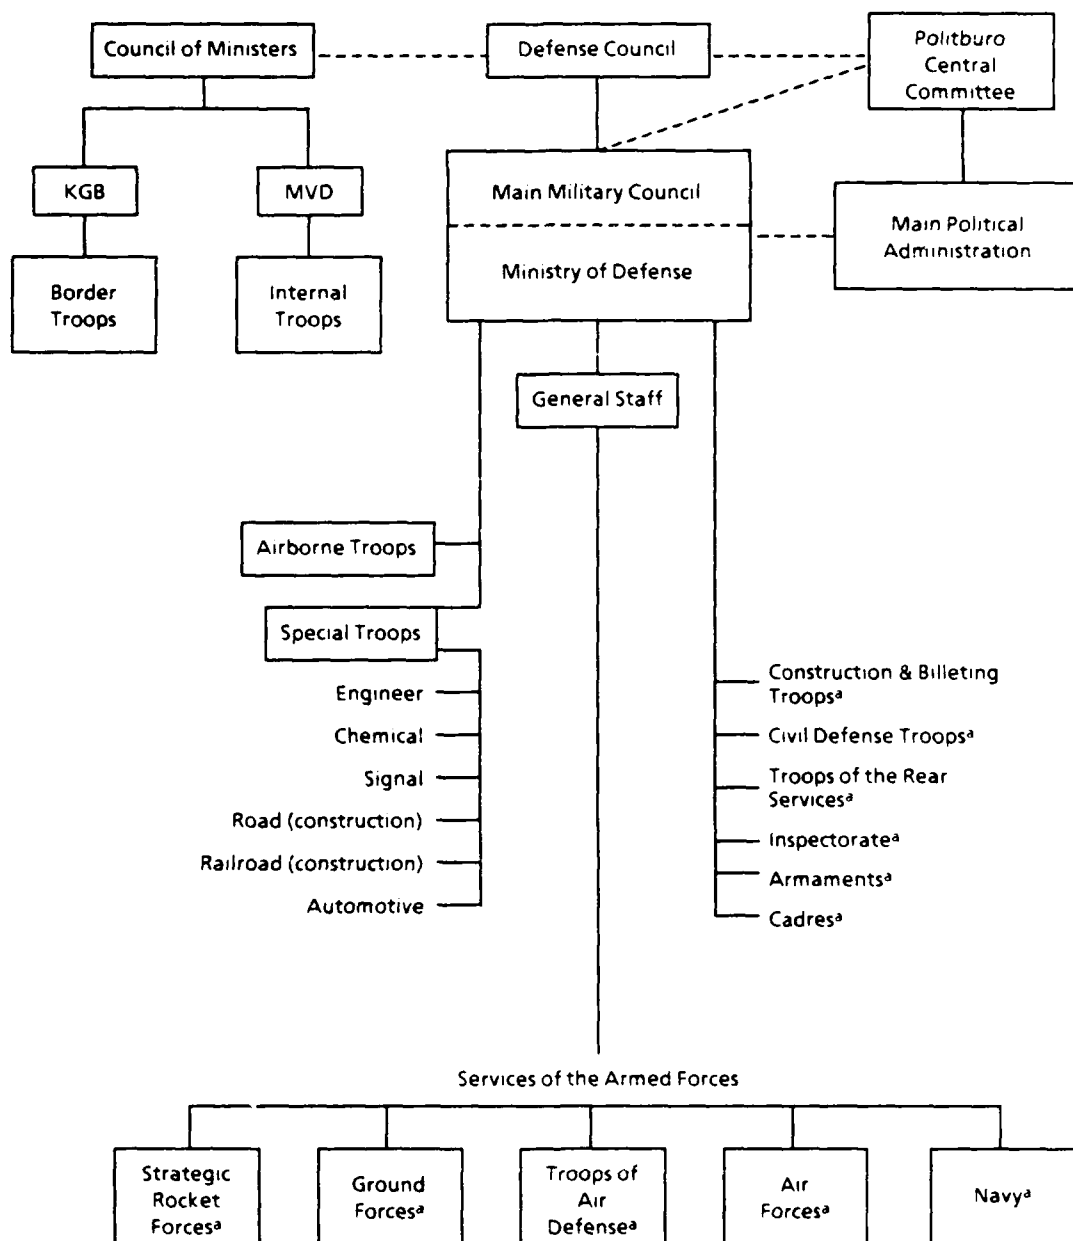 Council of Ministers
Defense Council
Politburo
Central
Committee
KGB
MVD
Main Military Council
Main Political
Administration
Ministry of Defense
Border
Troops
Internal
Troops
General Staff
Airborne Troops
Special Troops
Engineer
Chemical
Signal
Road (construction)
Railroad (construction)
Automotive
Construction & Billeting
Troopsᵃ
Civil Defense Troopsᵃ
Troops of the Rear
Servicesᵃ
Inspectorateᵃ
Armamentsᵃ
Cadresᵃ
Services of the Armed Forces
Strategic
Rocket
Forcesᵃ
Ground
Forcesᵃ
Troops of
Air
Defenseᵃ
Air
Forcesᵃ
Navyᵃ